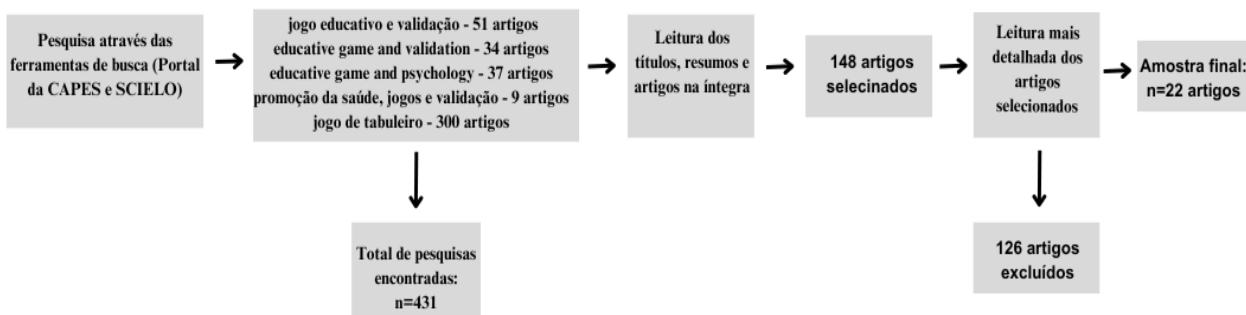 Pesquisa através das
ferramentas de busca (Portal
da CAPES e SCIELO)
jogo educativo e validação - 51 artigos
educative game and validation - 34 artigos
educative game and psychology - 37 artigos
promoção da saúde, jogos e validação - 9 artigos
jogo de tabuleiro - 300 artigos
Total de pesquisas
encontradas:
n=431
Leitura dos
títulos, resumos e
artigos na íntegra
148 artigos
selecinados
Leitura mais
detalhada dos
artigos
selecionados
126 artigos
excluídos
Amostra final:
n=22 artigos